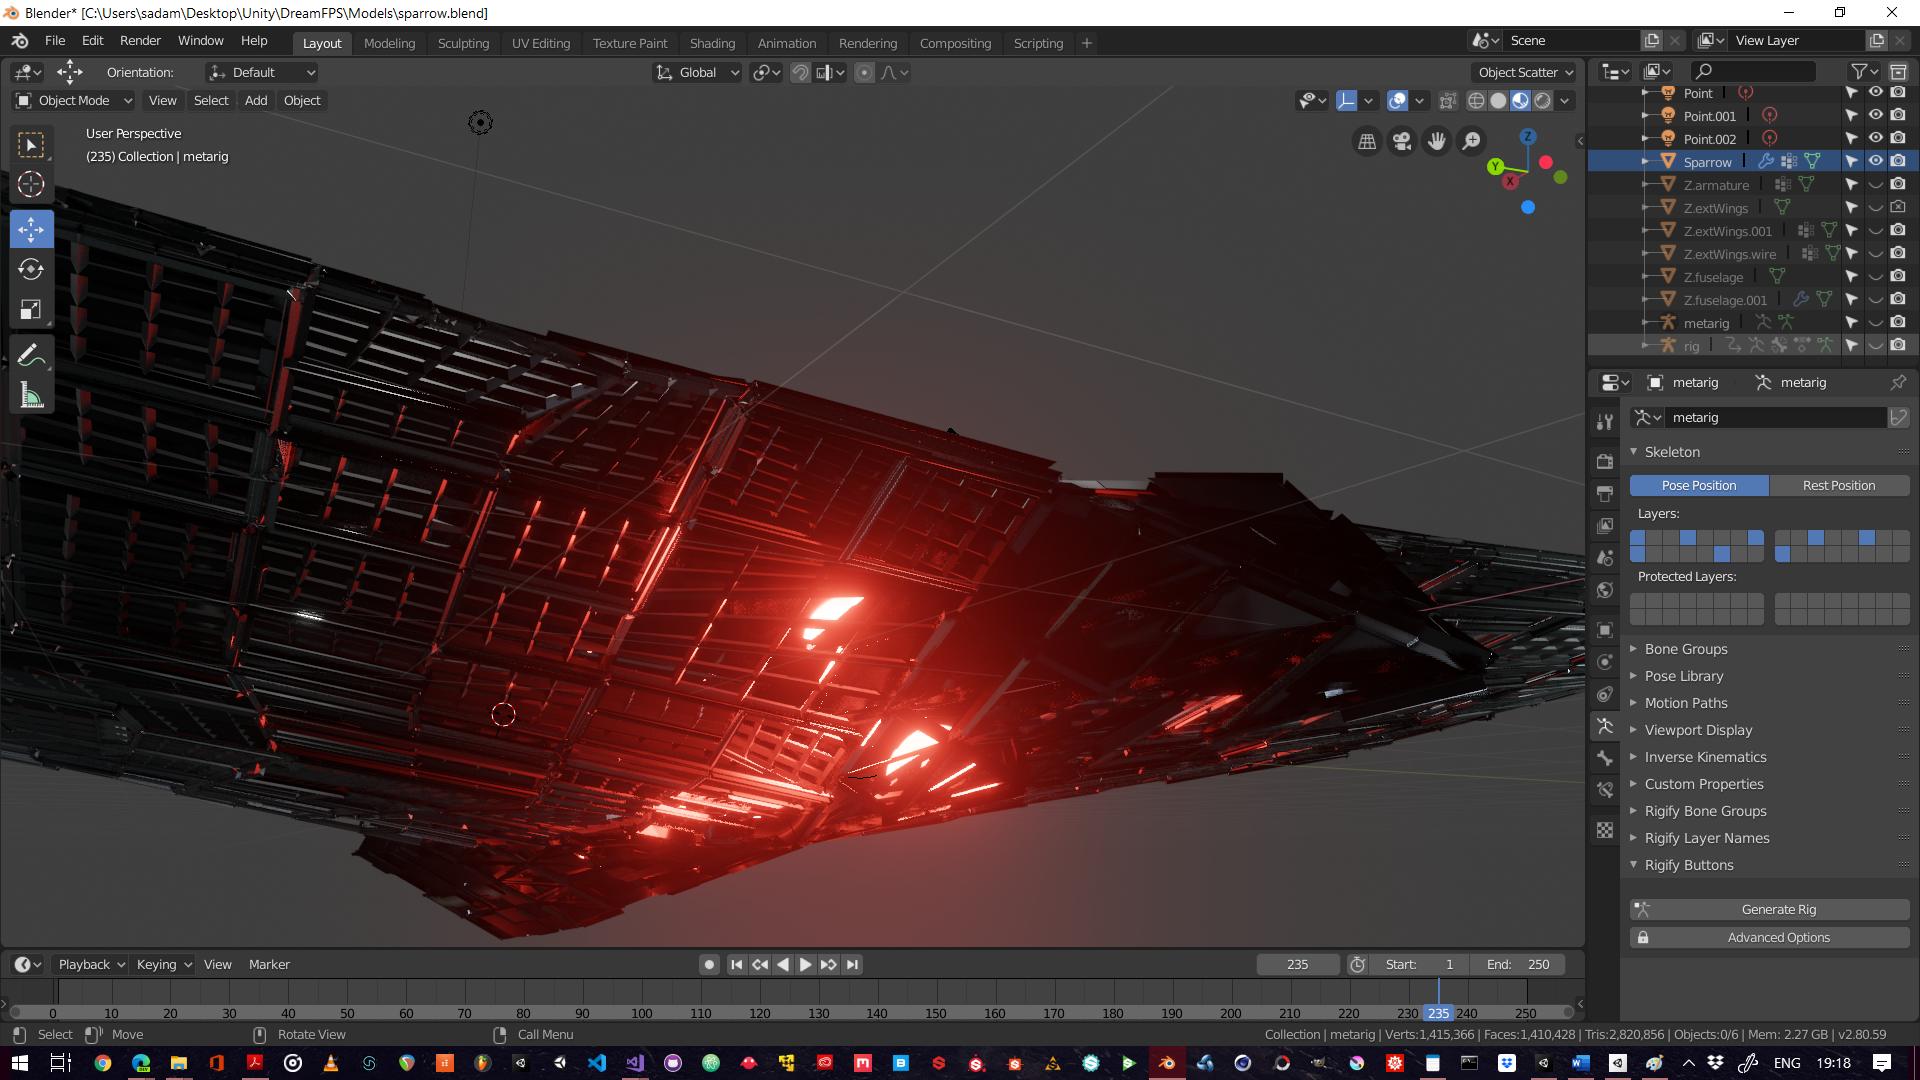 Blender* [C:\Users\sadam\Desktop\Unity\DreamFPS\Models\sparrow.blend]
File Edit Render Window Help Layout Modeling Sculpting UV Editing Texture Paint Shading Animation Rendering Compositing Scripting + Scene View Layer
Orientation: Default Global Object Scatter
Object Mode View Select Add Object
User Perspective
(235) Collection | metarig
Z
Y
X
Point
Point.001
Point.002
Sparrow
Z.armature
Z.extWings
Z.extWings.001
Z.extWings.wire
Z.fuselage
Z.fuselage.001
metarig
rig
metarig metarig
metarig
Skeleton
Pose Position Rest Position
Layers:
Protected Layers:
Bone Groups
Pose Library
Motion Paths
Viewport Display
Inverse Kinematics
Custom Properties
Rigify Bone Groups
Rigify Layer Names
Rigify Buttons
Generate Rig
Advanced Options
Playback Keying View Marker 235 Start: 1 End: 250
0 10 20 30 40 50 60 70 80 90 100 110 120 130 140 150 160 170 180 190 200 210 220 230 235 240 250
Select Move Rotate View Call Menu Collection | metarig | Verts:1,415,366 | Faces:1,410,428 | Tris:2,820,856 | Objects:0/6 | Mem: 2.27 GB | v2.80.59
ENG 19:18